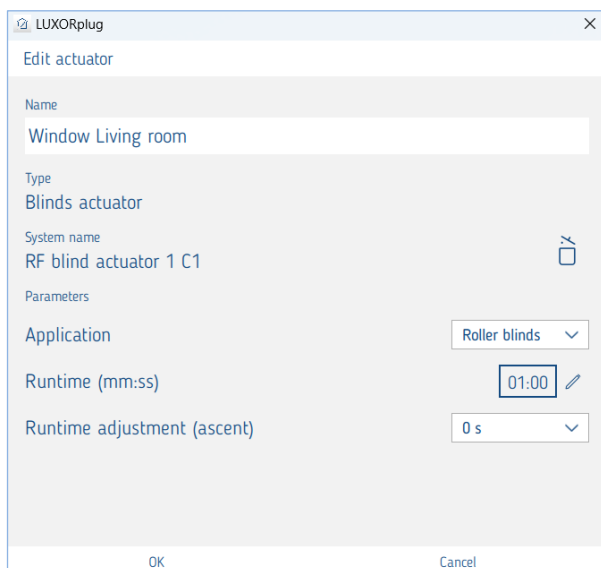 LUXORplug
Edit actuator
Name
Window Living room
Type
Blinds actuator
System name
RF blind actuator 1 C1
Parameters
Application
Roller blinds
Runtime (mm:ss)
01:00
Runtime adjustment (ascent)
0 s
OK
Cancel